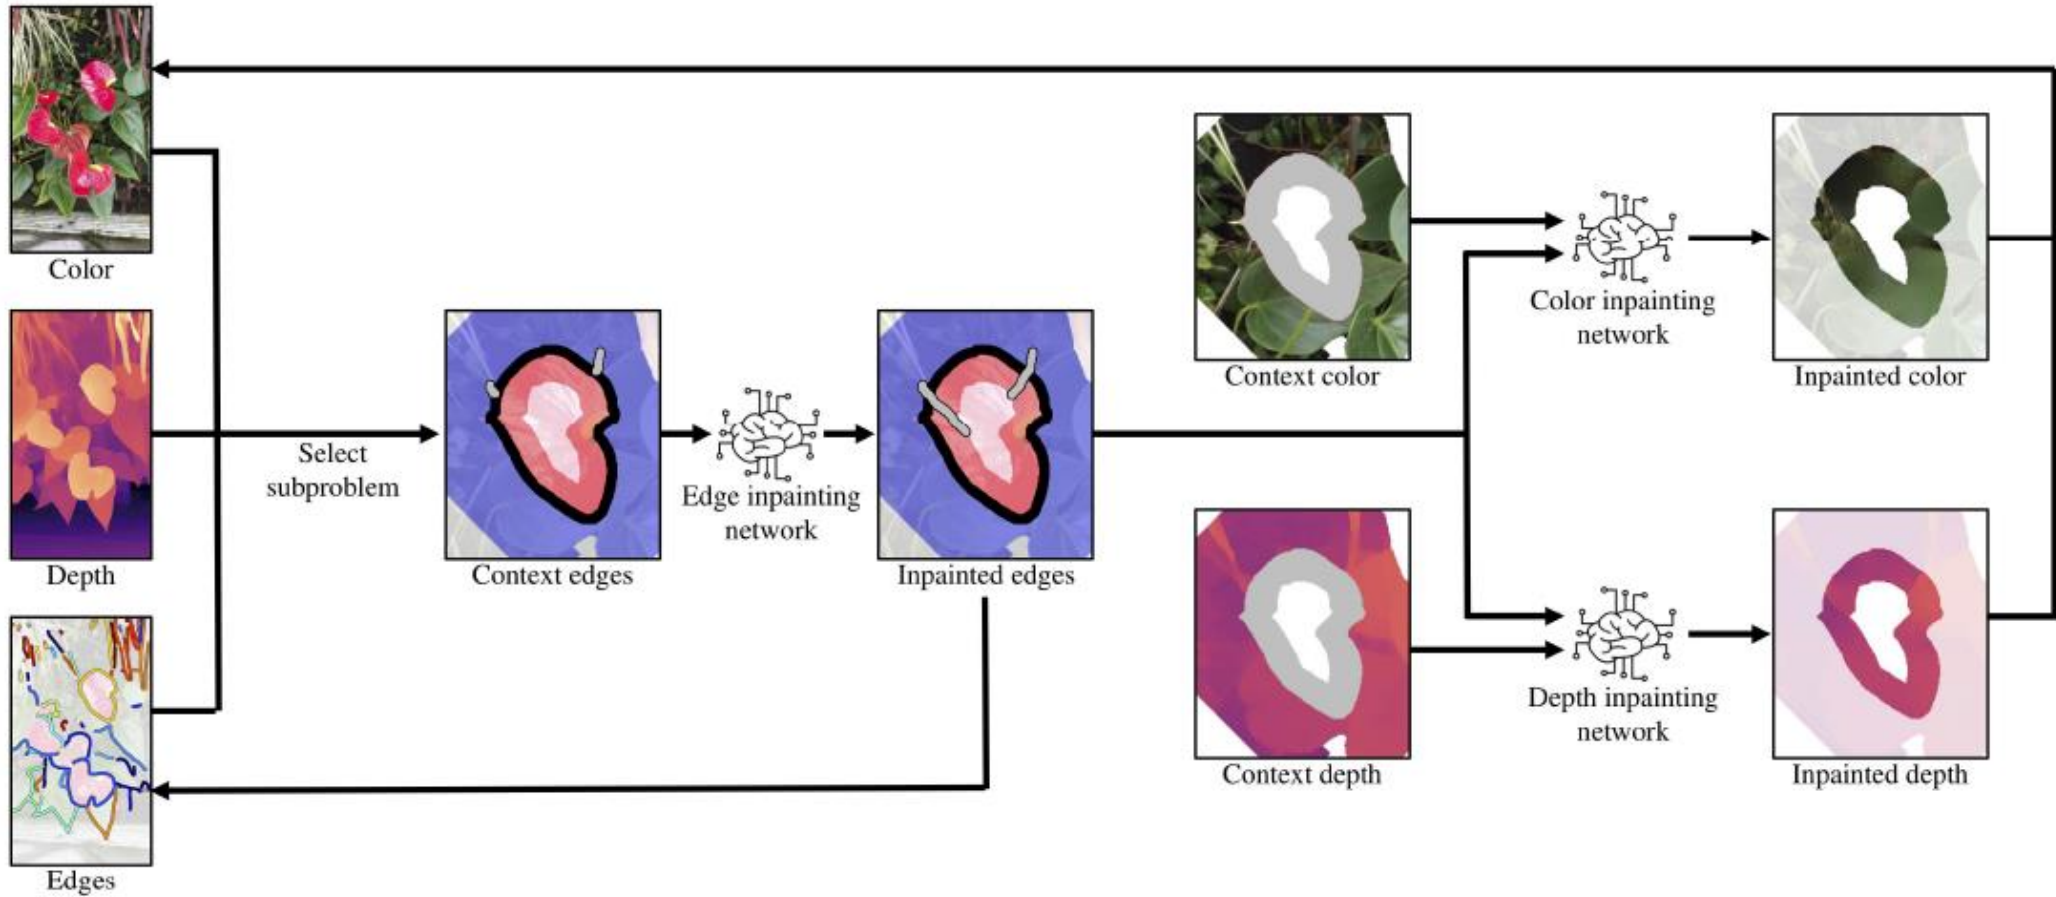 Color
Depth
Edges
Select
subproblem
Context edges
Edge inpainting
network
Inpainted edges
Context color
Color inpainting
network
Inpainted color
Context depth
Depth inpainting
network
Inpainted depth